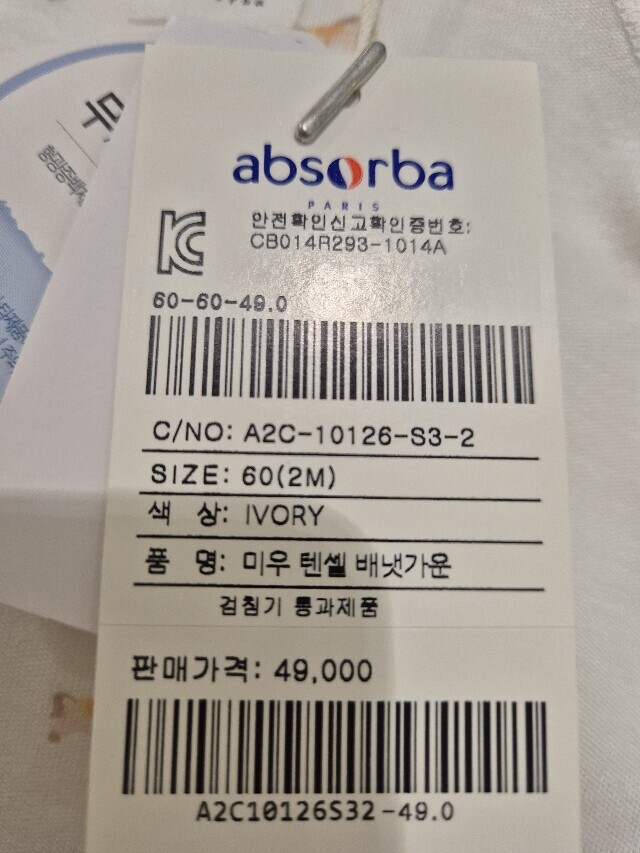 absorba
PARIS
안전확인신고확인증번호:
CB014R293-1014A
60-60-49.0
C/NO: A2C-10126-S3-2
SIZE: 60(2M)
색 상: IVORY
품 명: 미우 텐셀 배냇가운
검침기 통과제품
판매가격: 49,000
A2C10126S32-49.0